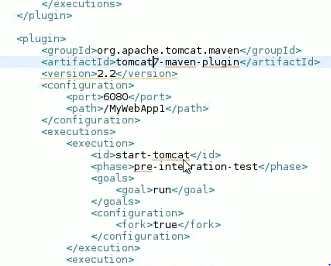 </executions>
</plugin>
<plugin>
<groupId>org.apache.tomcat.maven</groupId>
<artifactId>tomcat7-maven-plugin</artifactId>
<version>2.2</version>
<configuration>
<port>6080</port>
<path>/MyWebApp1</path>
</configuration>
<executions>
<execution>
<id>start-tomcat</id>
<phase>pre-integration-test</phase>
<goals>
<goal>run</goal>
</goals>
<configuration>
<fork>true</fork>
</configuration>
</execution>
<execution>